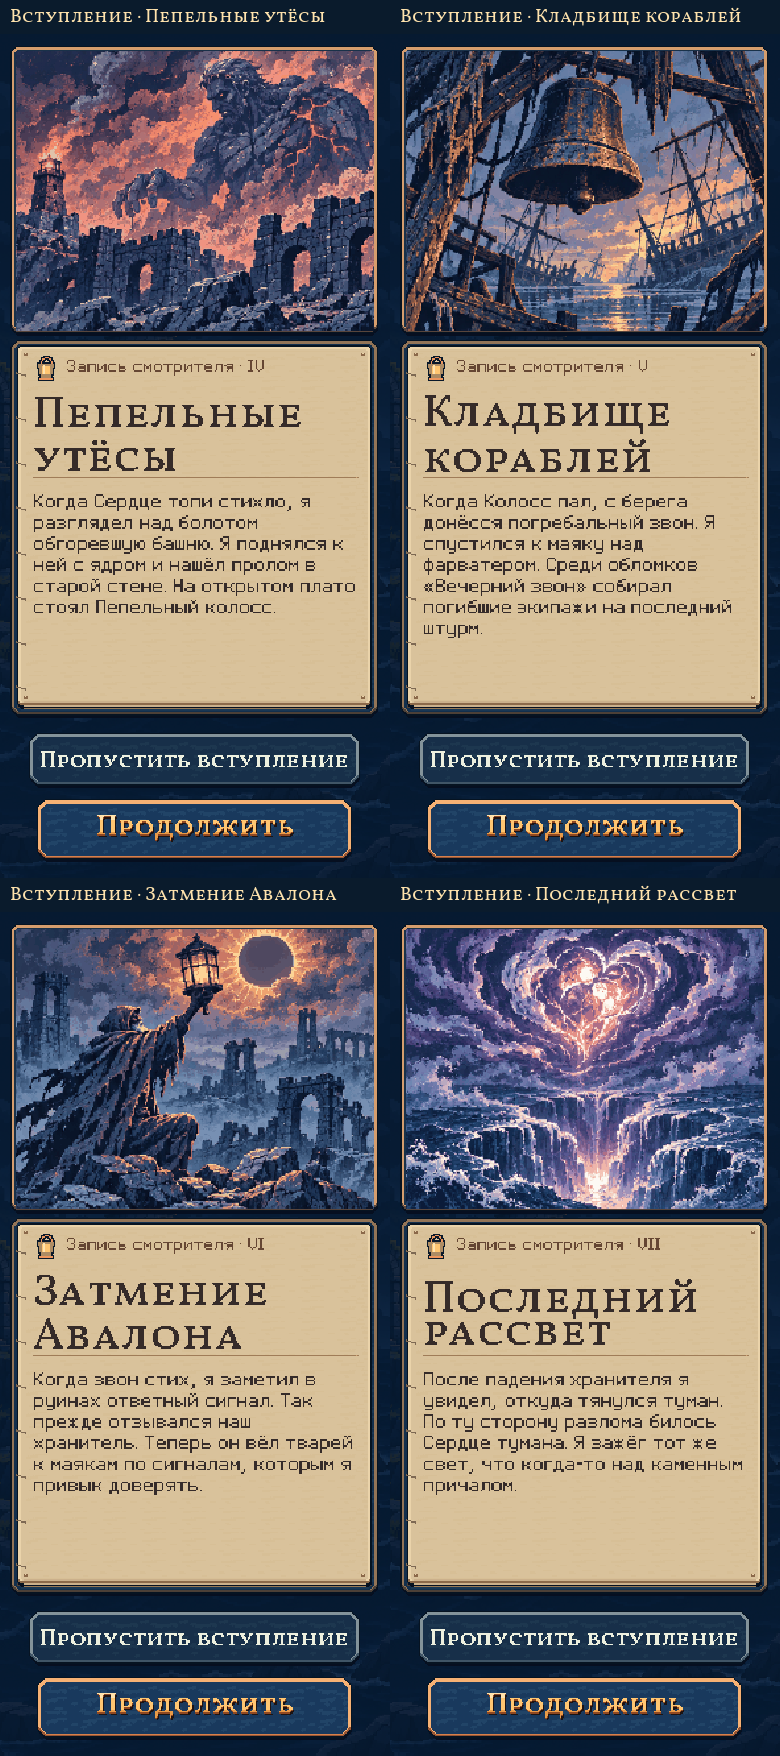 Вступление · Пепельные утёсы
Запись смотрителя · IV
Пепельные
утёсы
Когда Сердце топи стихло, я
разглядел над болотом
обгоревшую башню. Я поднялся к
ней с ядром и нашёл пролом в
старой стене. На открытом плато
стоял Пепельный колосс.
Пропустить вступление
Продолжить
Вступление · Кладбище кораблей
Запись смотрителя · V
Кладбище
кораблей
Когда Колосс пал, с берега
донёсся погребальный звон. Я
спустился к маяку над
фарватером. Среди обломков
«Вечерний звон» собирал
погибшие экипажи на последний
штурм.
Пропустить вступление
Продолжить
Вступление · Затмение Авалона
Запись смотрителя · VI
Затмение
Авалона
Когда звон стих, я заметил в
руинах ответный сигнал. Так
прежде отзывался наш
хранитель. Теперь он вёл тварей
к маякам по сигналам, которым я
привык доверять.
Пропустить вступление
Продолжить
Вступление · Последний рассвет
Запись смотрителя · VII
Последний
рассвет
После падения хранителя я
увидел, откуда тянулся туман.
По ту сторону разлома билось
Сердце тумана. Я зажёг тот же
свет, что когда-то над каменным
причалом.
Пропустить вступление
Продолжить